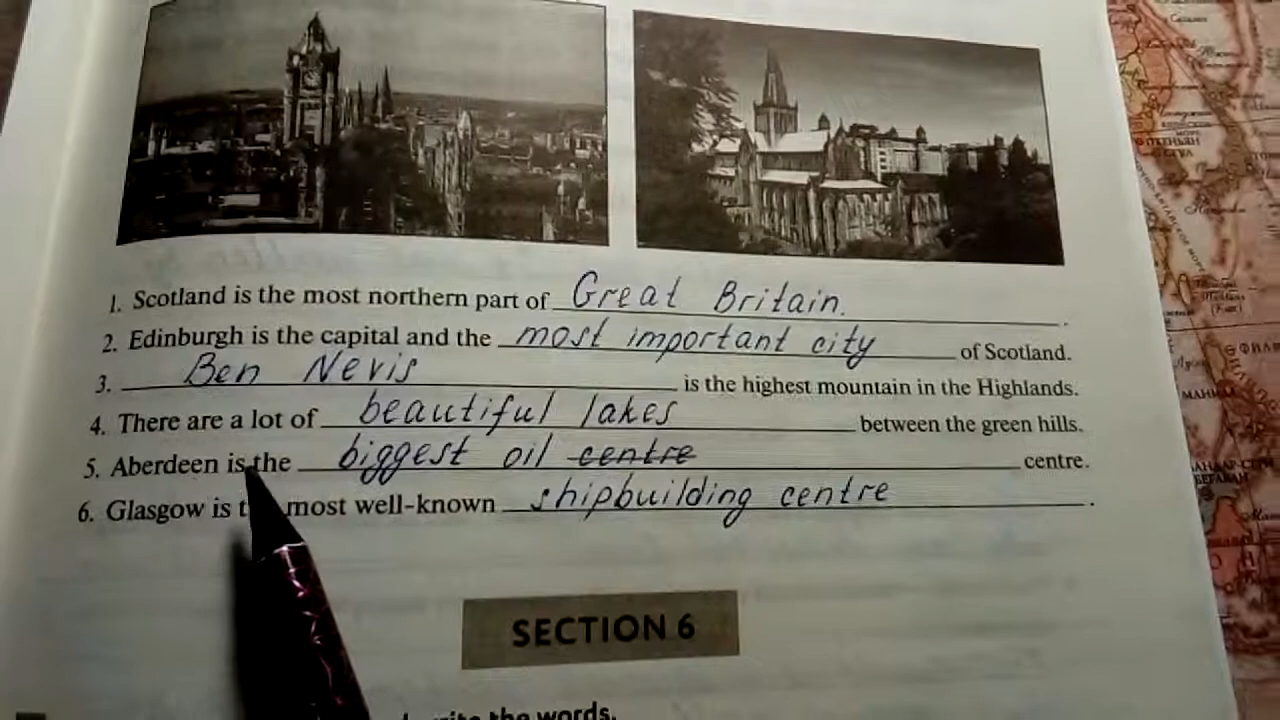 1. Scotland is the most northern part of Great Britain. .
2. Edinburgh is the capital and the most important city of Scotland.
3. Ben Nevis is the highest mountain in the Highlands.
4. There are a lot of beautiful lakes between the green hills.
5. Aberdeen is the biggest oil centre centre.
6. Glasgow is t most well-known shipbuilding centre .
SECTION 6
the words.